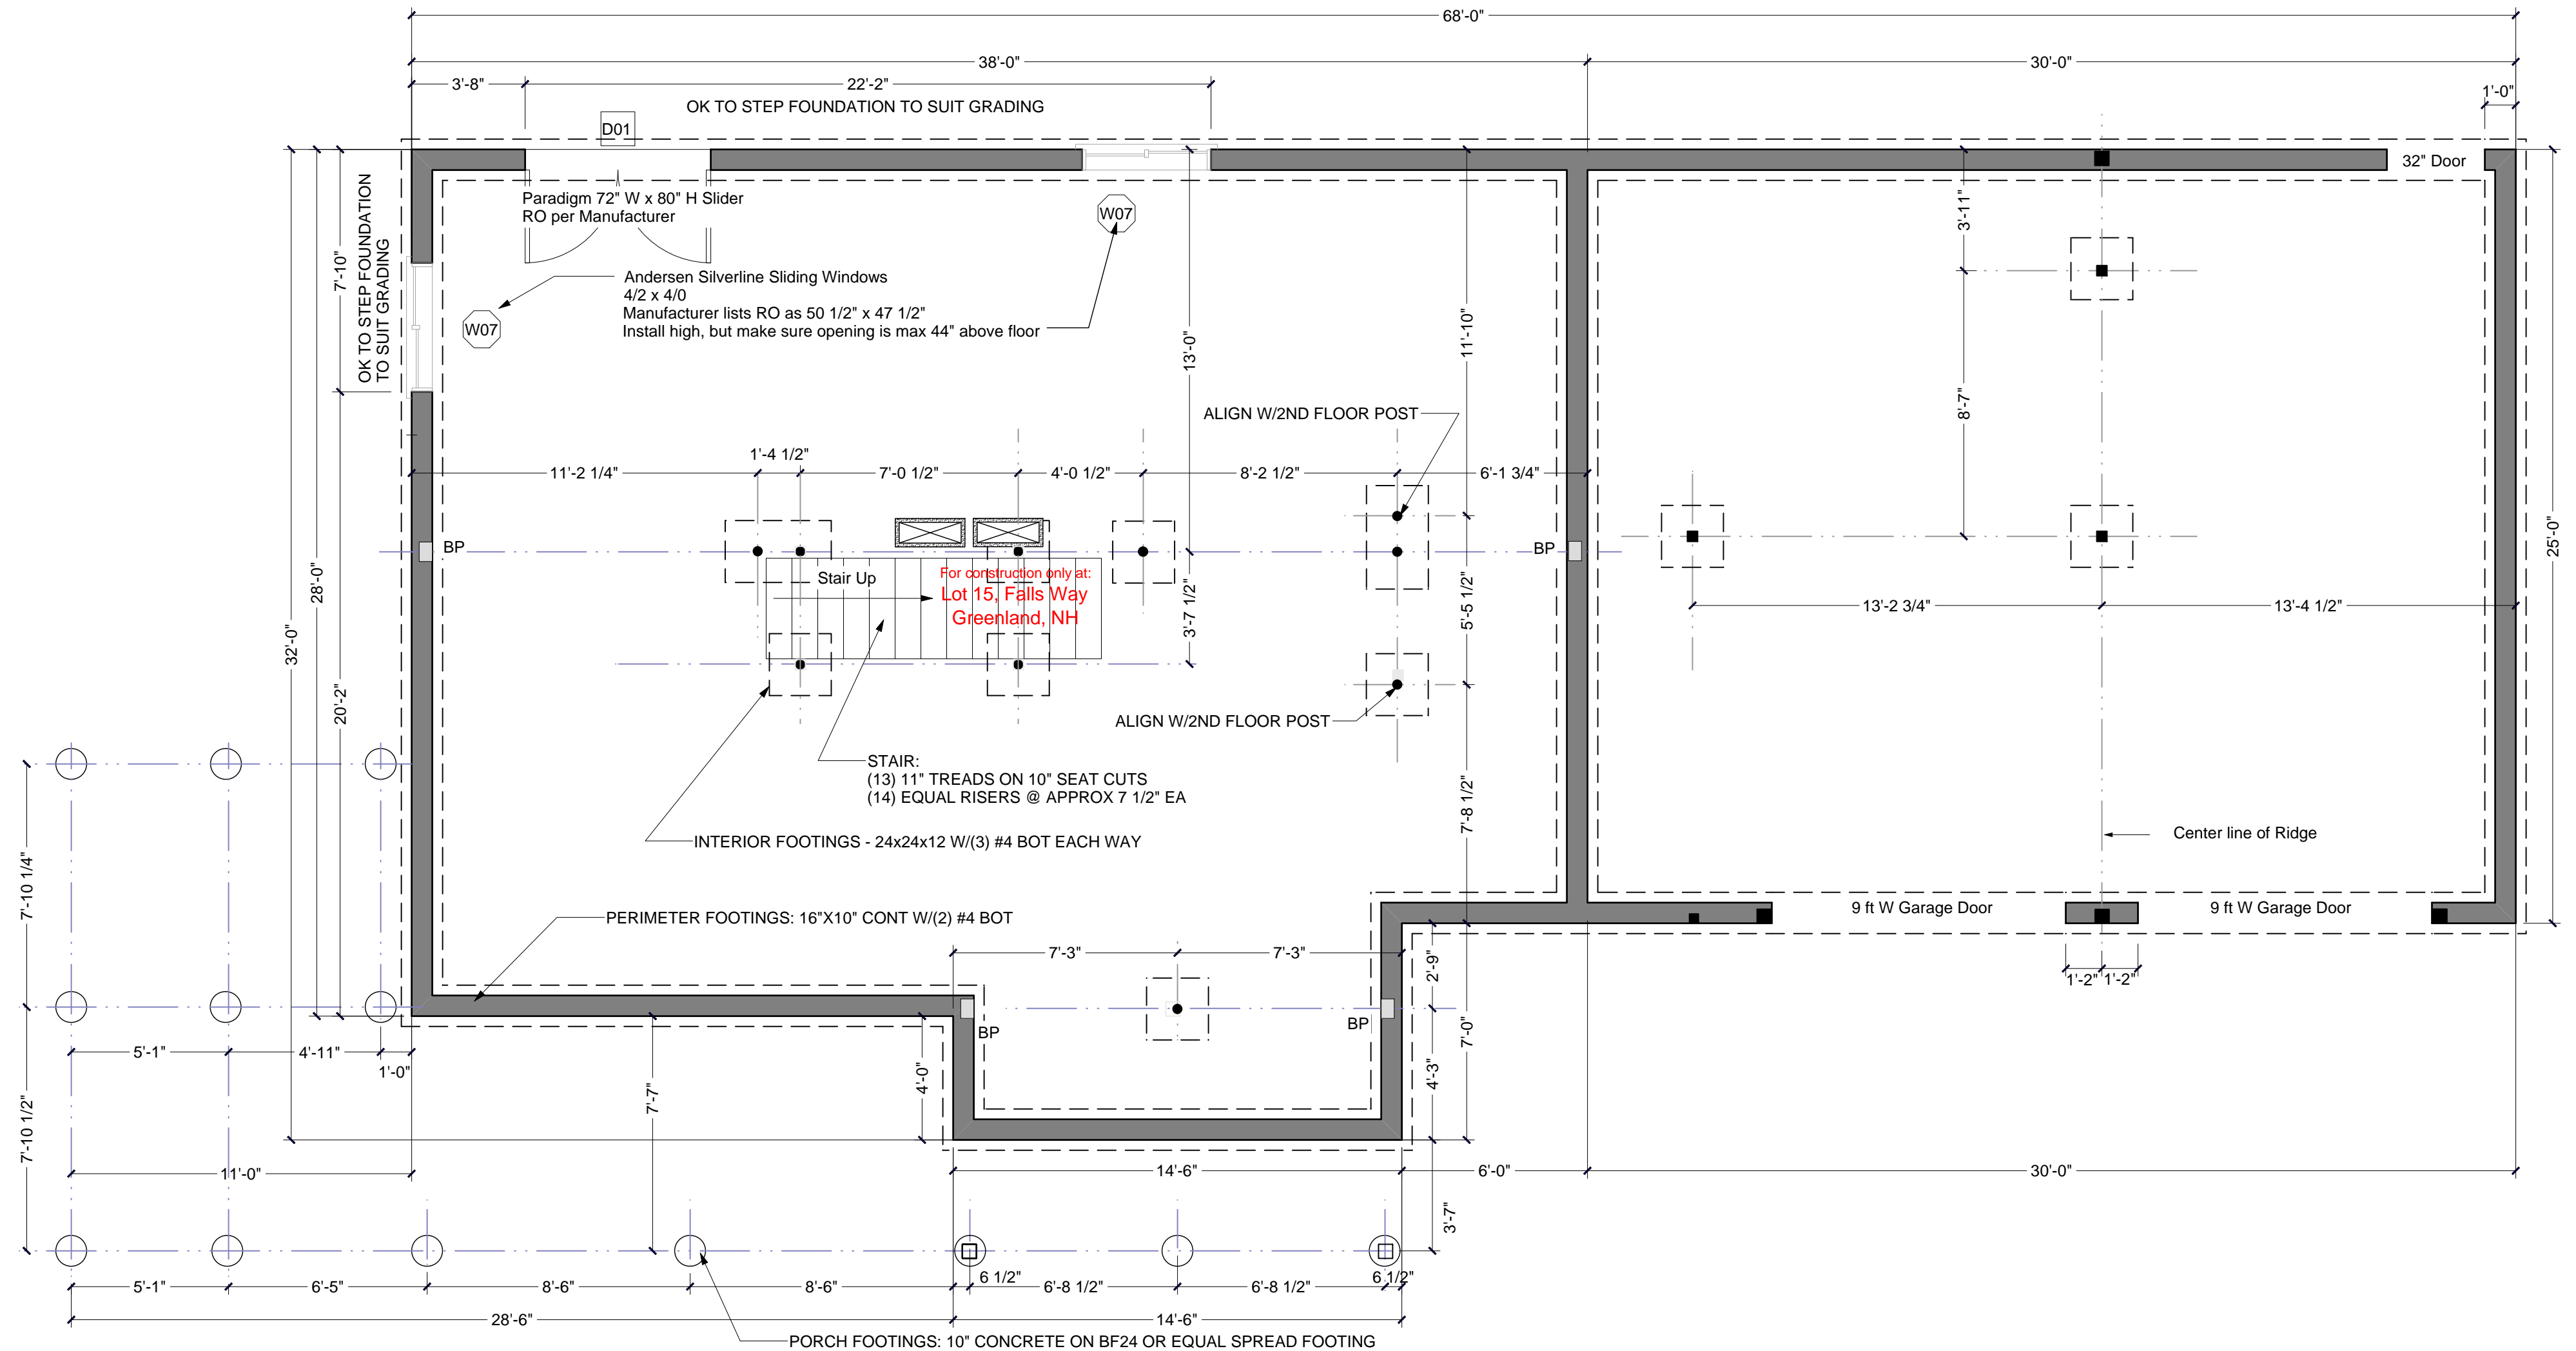 68'-0"
38'-0"
30'-0"
3'-8"
22'-2"
1'-0"
OK TO STEP FOUNDATION TO SUIT GRADING
D01
32" Door
Paradigm 72" W x 80" H Slider
RO per Manufacturer
W07
OK TO STEP FOUNDATION
TO SUIT GRADING
7'-10"
3'-11"
Andersen Silverline Sliding Windows
4/2 x 4/0
Manufacturer lists RO as 50 1/2" x 47 1/2"
Install high, but make sure opening is max 44" above floor
W07
13'-0"
11'-10"
8'-7"
ALIGN W/2ND FLOOR POST
1'-4 1/2"
11'-2 1/4"
7'-0 1/2"
4'-0 1/2"
8'-2 1/2"
6'-1 3/4"
25'-0"
BP
BP
28'-0"
32'-0"
20'-2"
Stair Up
For construction only at:
Lot 15, Falls Way
Greenland, NH
3'-7 1/2"
5'-5 1/2"
13'-2 3/4"
13'-4 1/2"
ALIGN W/2ND FLOOR POST
STAIR:
(13) 11" TREADS ON 10" SEAT CUTS
(14) EQUAL RISERS @ APPROX 7 1/2" EA
7'-8 1/2"
Center line of Ridge
INTERIOR FOOTINGS - 24x24x12 W/(3) #4 BOT EACH WAY
7'-10 1/4"
PERIMETER FOOTINGS: 16"X10" CONT W/(2) #4 BOT
9 ft W Garage Door
9 ft W Garage Door
7'-3"
7'-3"
2'-9"
1'-2"
1'-2"
BP
BP
7'-0"
5'-1"
4'-11"
1'-0"
7'-7"
4'-0"
4'-3"
7'-10 1/2"
11'-0"
14'-6"
6'-0"
30'-0"
3'-7"
5'-1"
6'-5"
8'-6"
8'-6"
6 1/2"
6'-8 1/2"
6'-8 1/2"
6 1/2"
28'-6"
14'-6"
PORCH FOOTINGS: 10" CONCRETE ON BF24 OR EQUAL SPREAD FOOTING